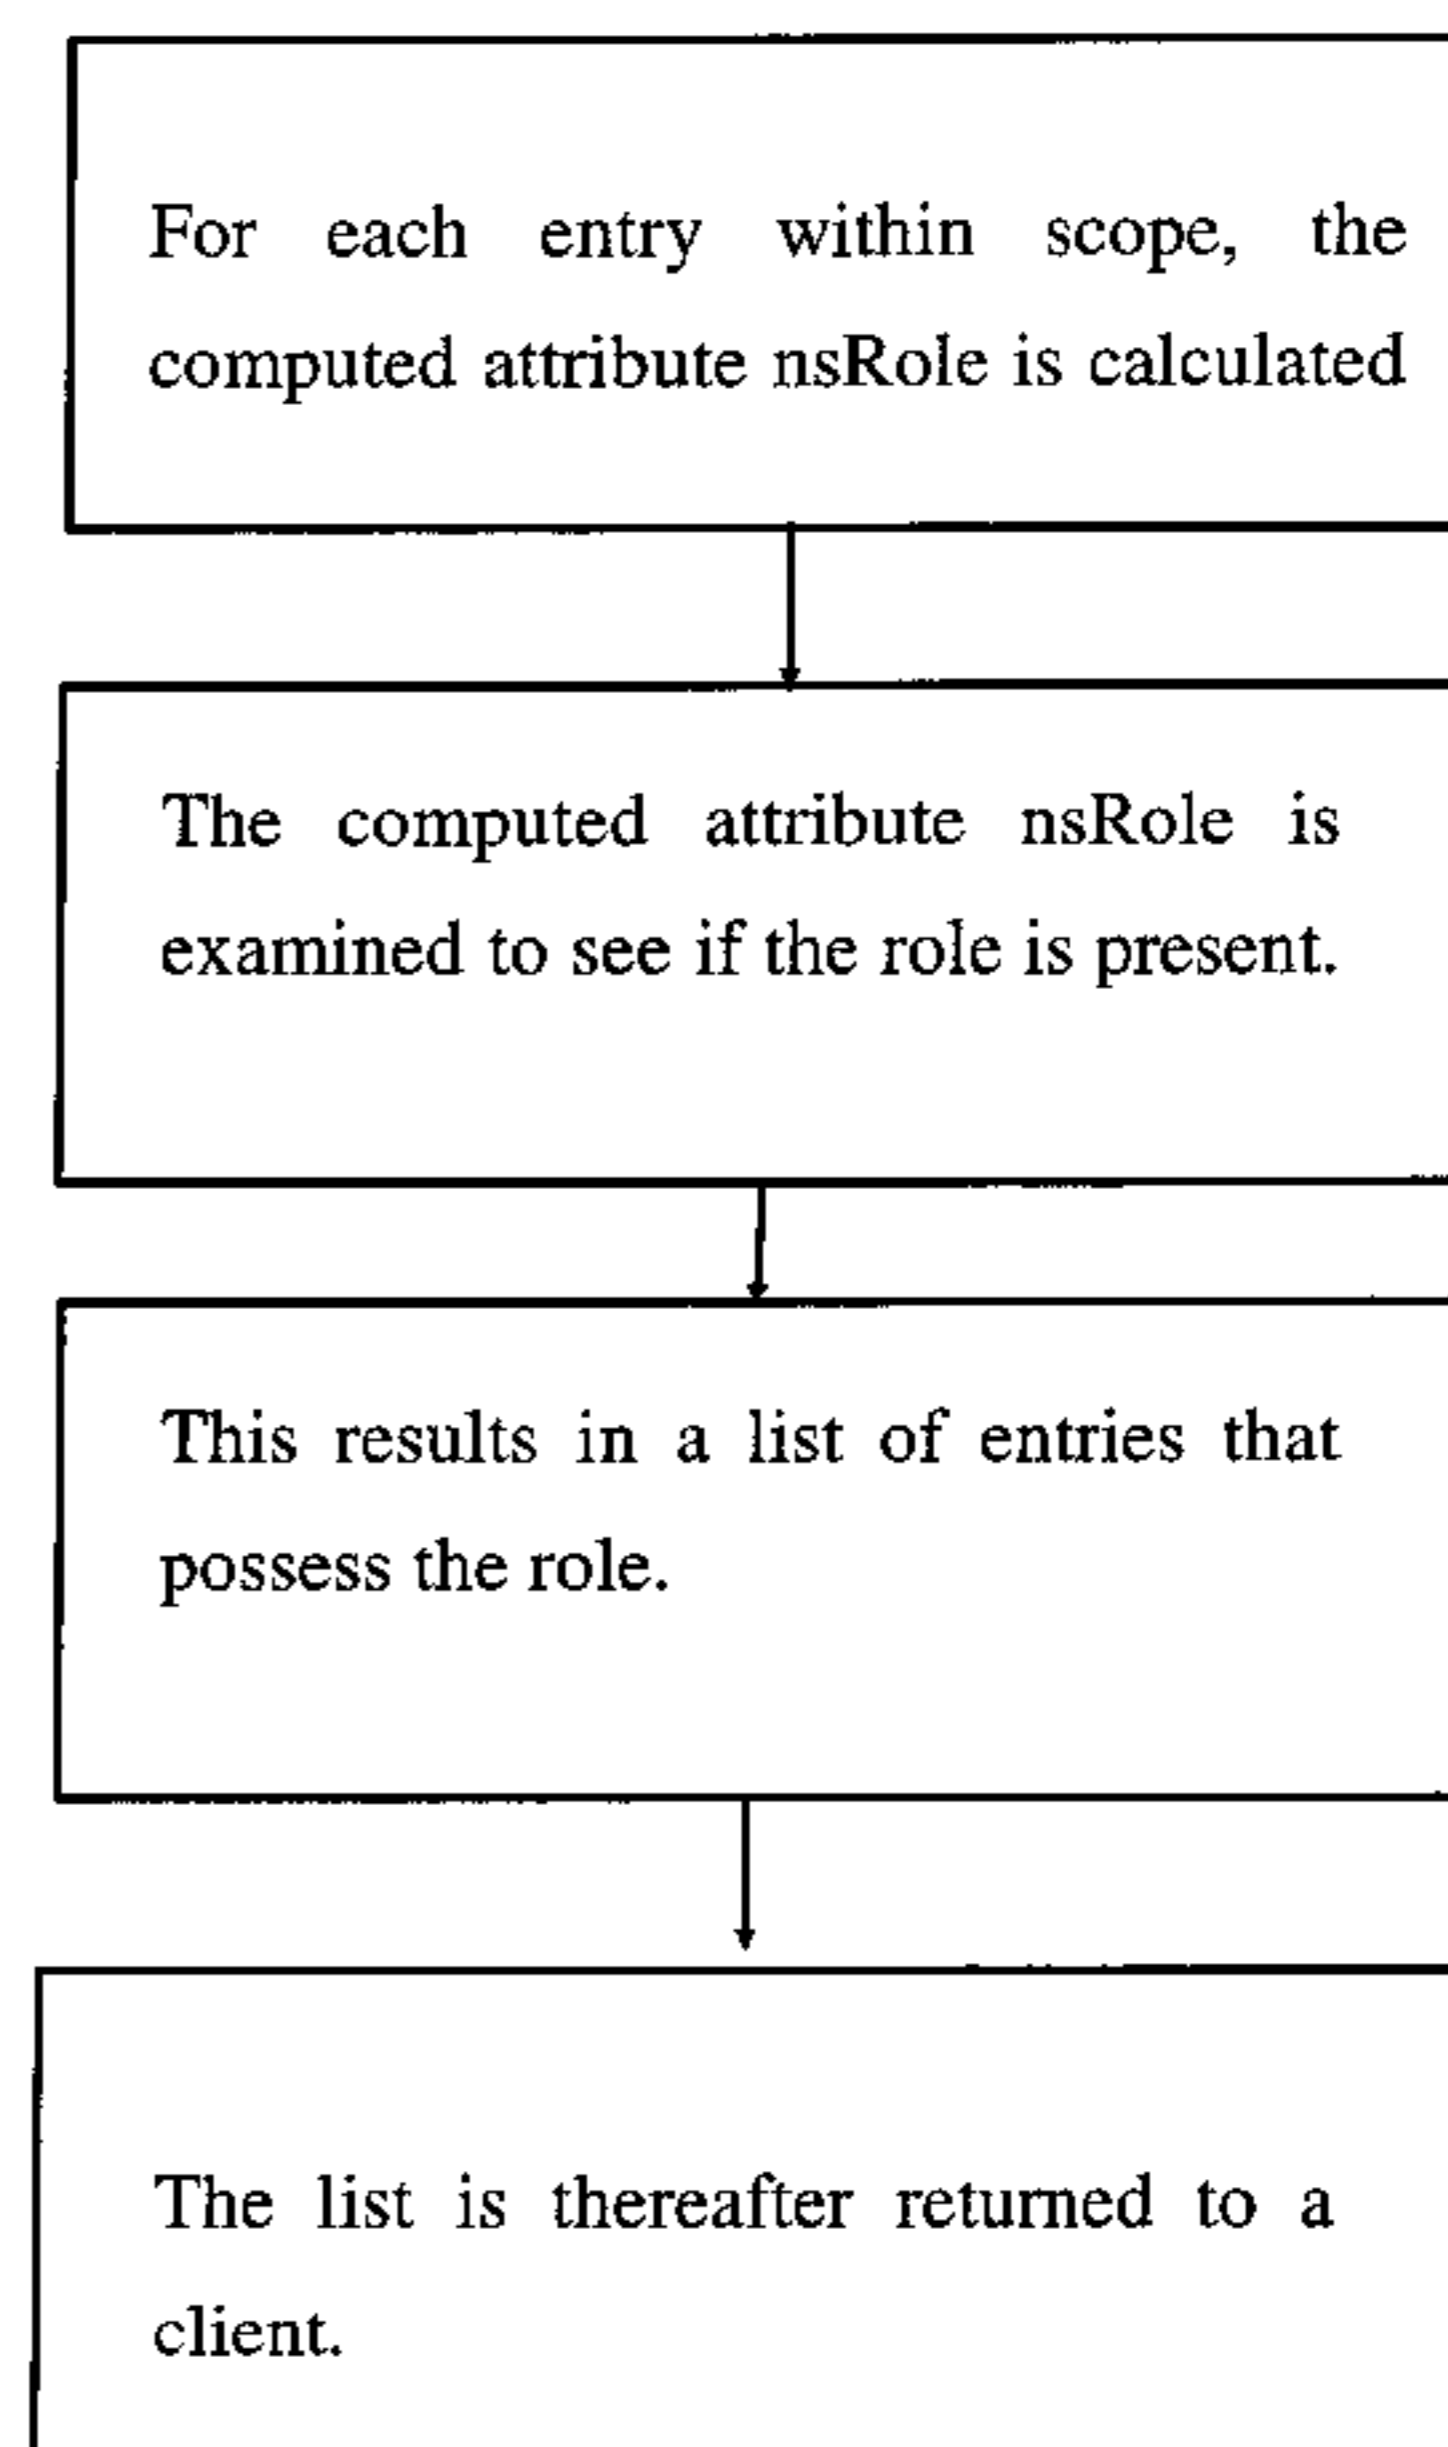 For each entry within scope, the
computed attribute nsRole is calculated
The computed attribute nsRole is
examined to see if the role is present.
This results in a list of entries that
possess the role.
The list is thereafter returned to a
client.